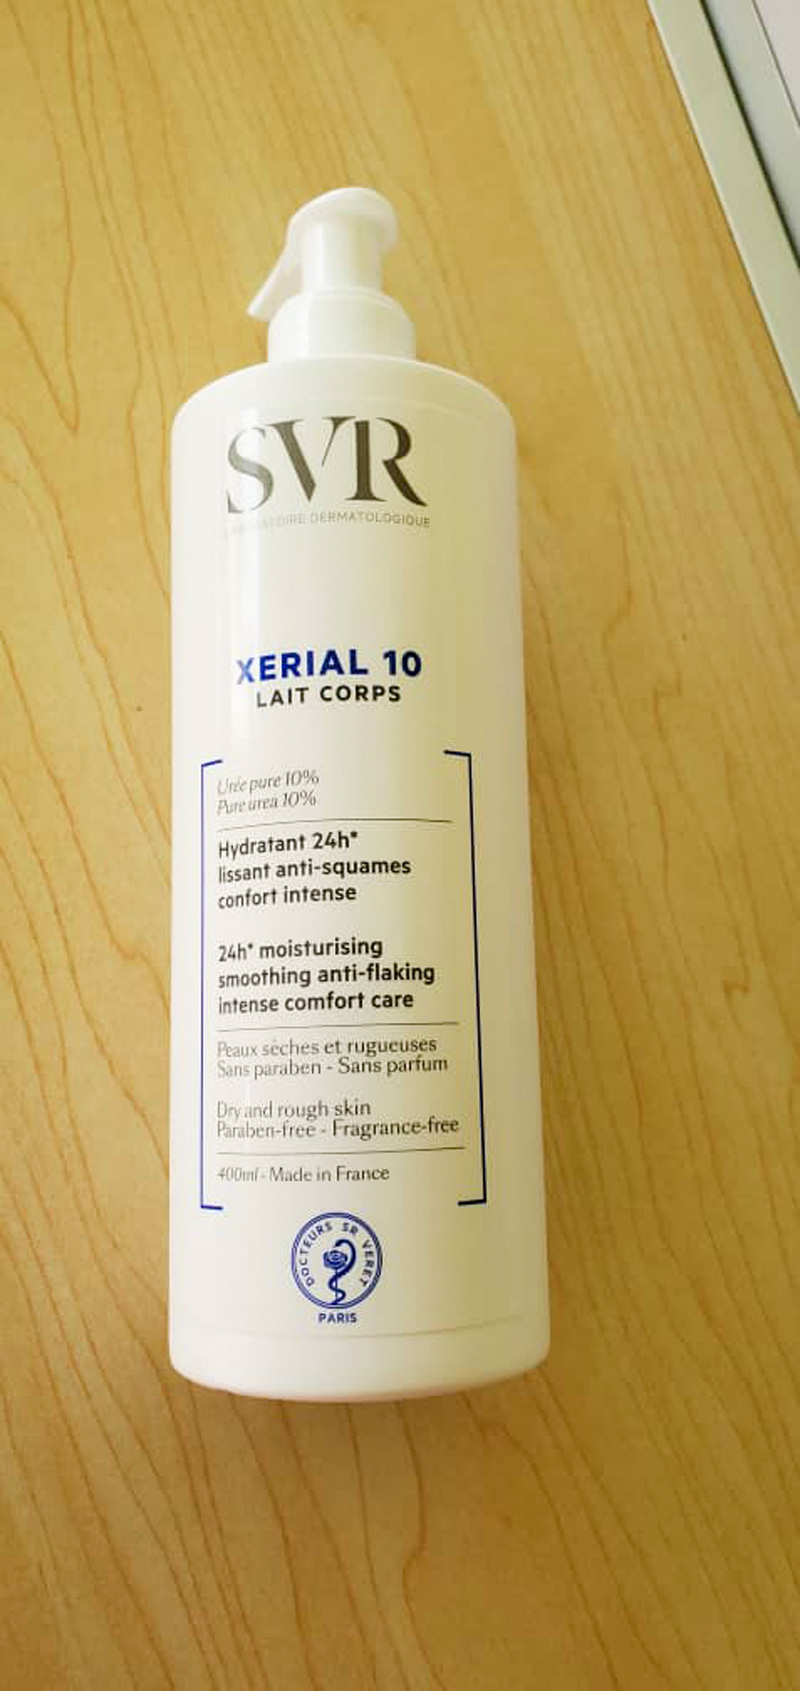 SVR
LABORATOIRE DERMATOLOGIQUE
XERIAL 10
LAIT CORPS
Urée pure 10%
Pure urea 10%
Hydratant 24h*
lissant anti-squames
confort intense
24h* moisturising
smoothing anti-flaking
intense comfort care
Peaux sèches et rugueuses
Sans paraben - Sans parfum
Dry and rough skin
Paraben-free - Fragrance-free
400ml - Made in France
DOCTEURS SR VERET
PARIS